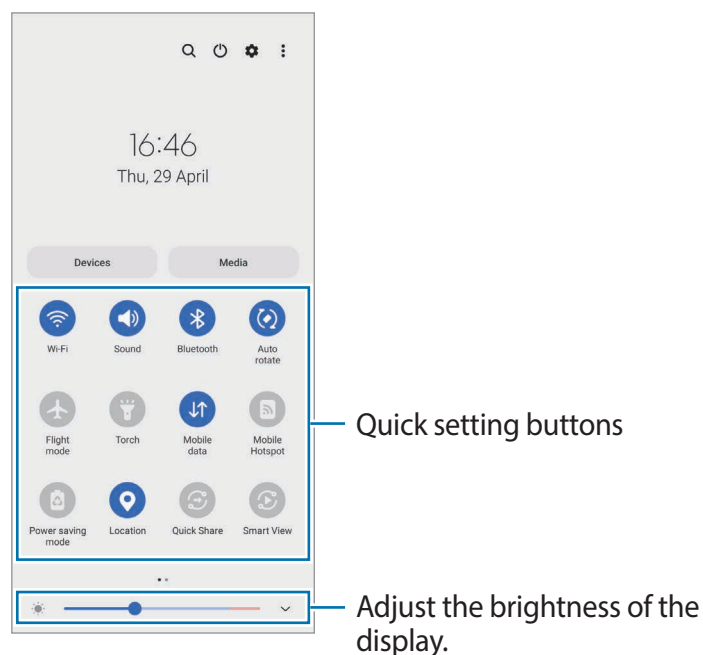 16:46
Thu, 29 April
Devices Media
Wi-Fi Sound Bluetooth Auto
rotate
Flight
mode Torch Mobile
data Mobile
Hotspot
Quick setting buttons
Power saving
mode Location Quick Share Smart View
Adjust the brightness of the
display.